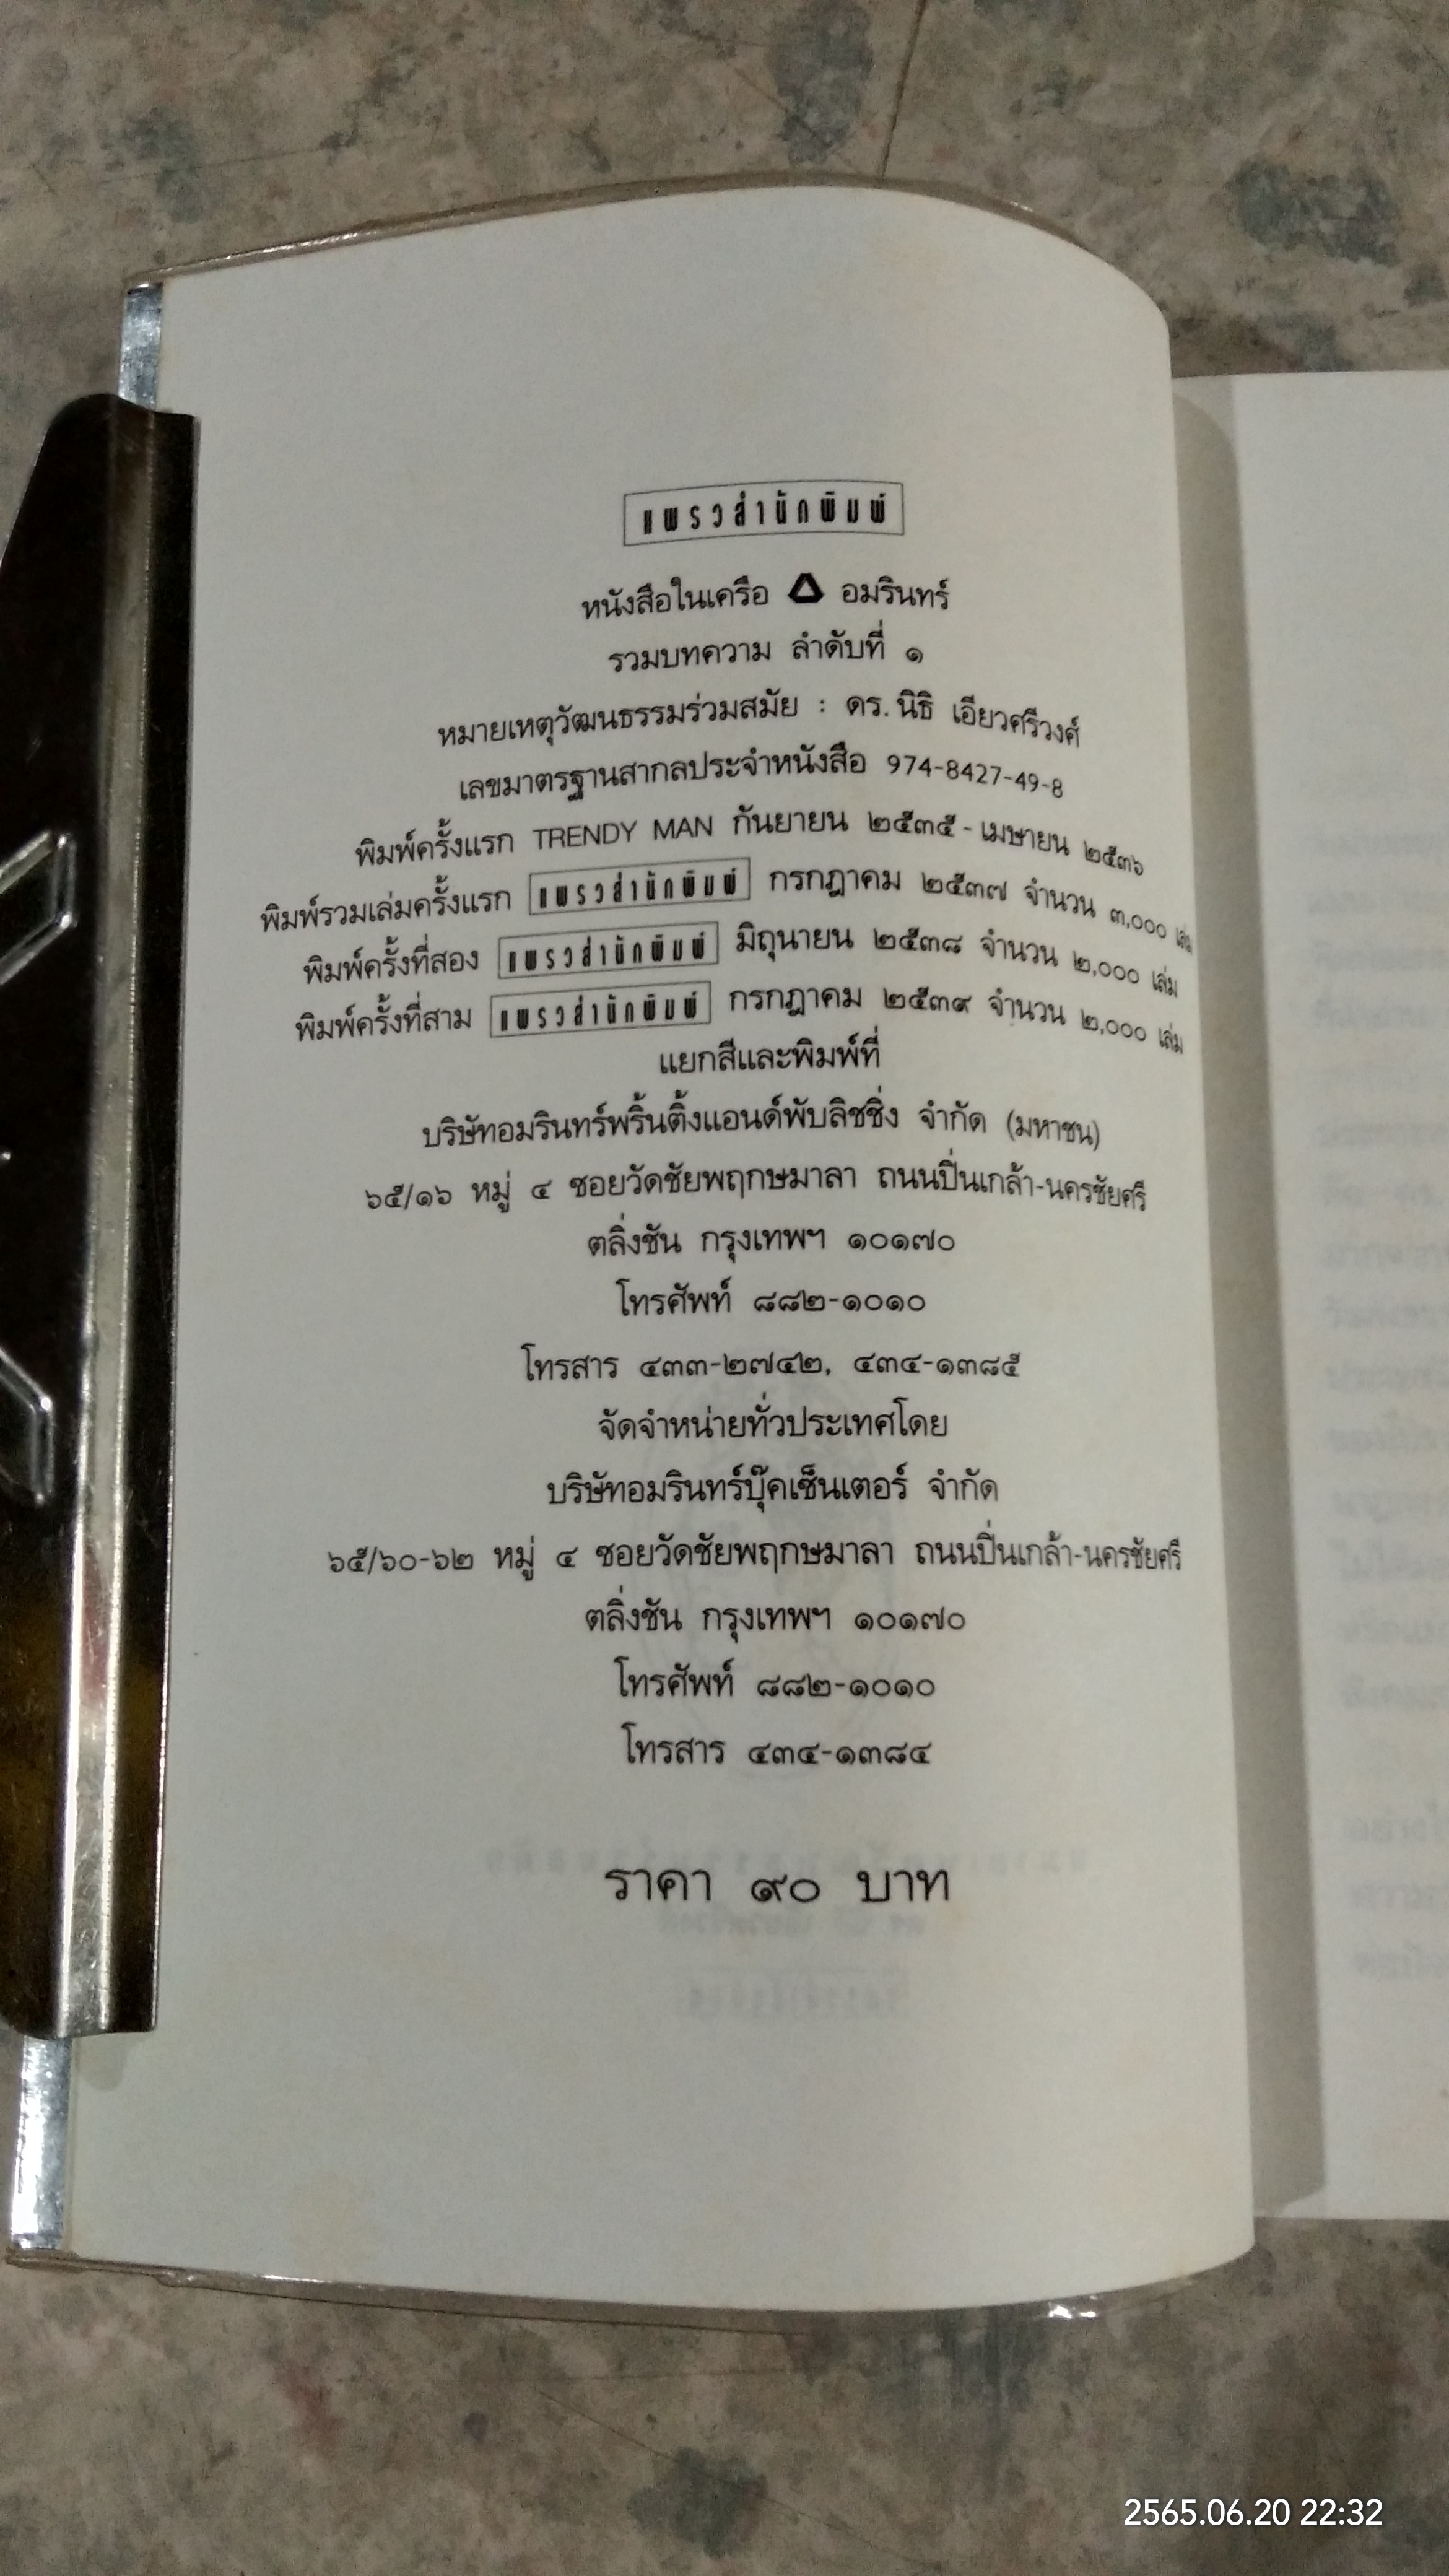 แพรวสำนักพิมพ์
หนังสือในเครือ อมรินทร์
รวมบทความ ลำดับที่ ๑
หมายเหตุวัฒนธรรมร่วมสมัย : ดร. นิธิ เอียวศรีวงศ์
เลขมาตรฐานสากลประจำหนังสือ 974-8427-49-8
พิมพ์ครั้งแรก TRENDY MAN กันยายน ๒๕๓๕ - เมษายน ๒๕๓๖
พิมพ์รวมเล่มครั้งแรก แพรวสำนักพิมพ์ กรกฎาคม ๒๕๓๗ จำนวน ๓,๐๐๐ เล่ม
พิมพ์ครั้งที่สอง แพรวสำนักพิมพ์ มิถุนายน ๒๕๓๘ จำนวน ๒,๐๐๐ เล่ม
พิมพ์ครั้งที่สาม แพรวสำนักพิมพ์ กรกฎาคม ๒๕๓๙ จำนวน ๒,๐๐๐ เล่ม
แยกสีและพิมพ์ที่
บริษัทอมรินทร์พริ้นติ้งแอนด์พับลิชชิ่ง จำกัด (มหาชน)
๖๕/๑๖ หมู่ ๔ ซอยวัดชัยพฤกษมาลา ถนนปิ่นเกล้า-นครชัยศรี
ตลิ่งชัน กรุงเทพฯ ๑๐๑๗๐
โทรศัพท์ ๘๘๒-๑๐๑๐
โทรสาร ๔๓๓-๒๗๔๒, ๔๓๔-๑๓๘๕
จัดจำหน่ายทั่วประเทศโดย
บริษัทอมรินทร์บุ๊คเซ็นเตอร์ จำกัด
๖๕/๖๐-๖๒ หมู่ ๔ ซอยวัดชัยพฤกษมาลา ถนนปิ่นเกล้า-นครชัยศรี
ตลิ่งชัน กรุงเทพฯ ๑๐๑๗๐
โทรศัพท์ ๘๘๒-๑๐๑๐
โทรสาร ๔๓๔-๑๓๘๔
ราคา ๙๐ บาท
2565.06.20 22:32